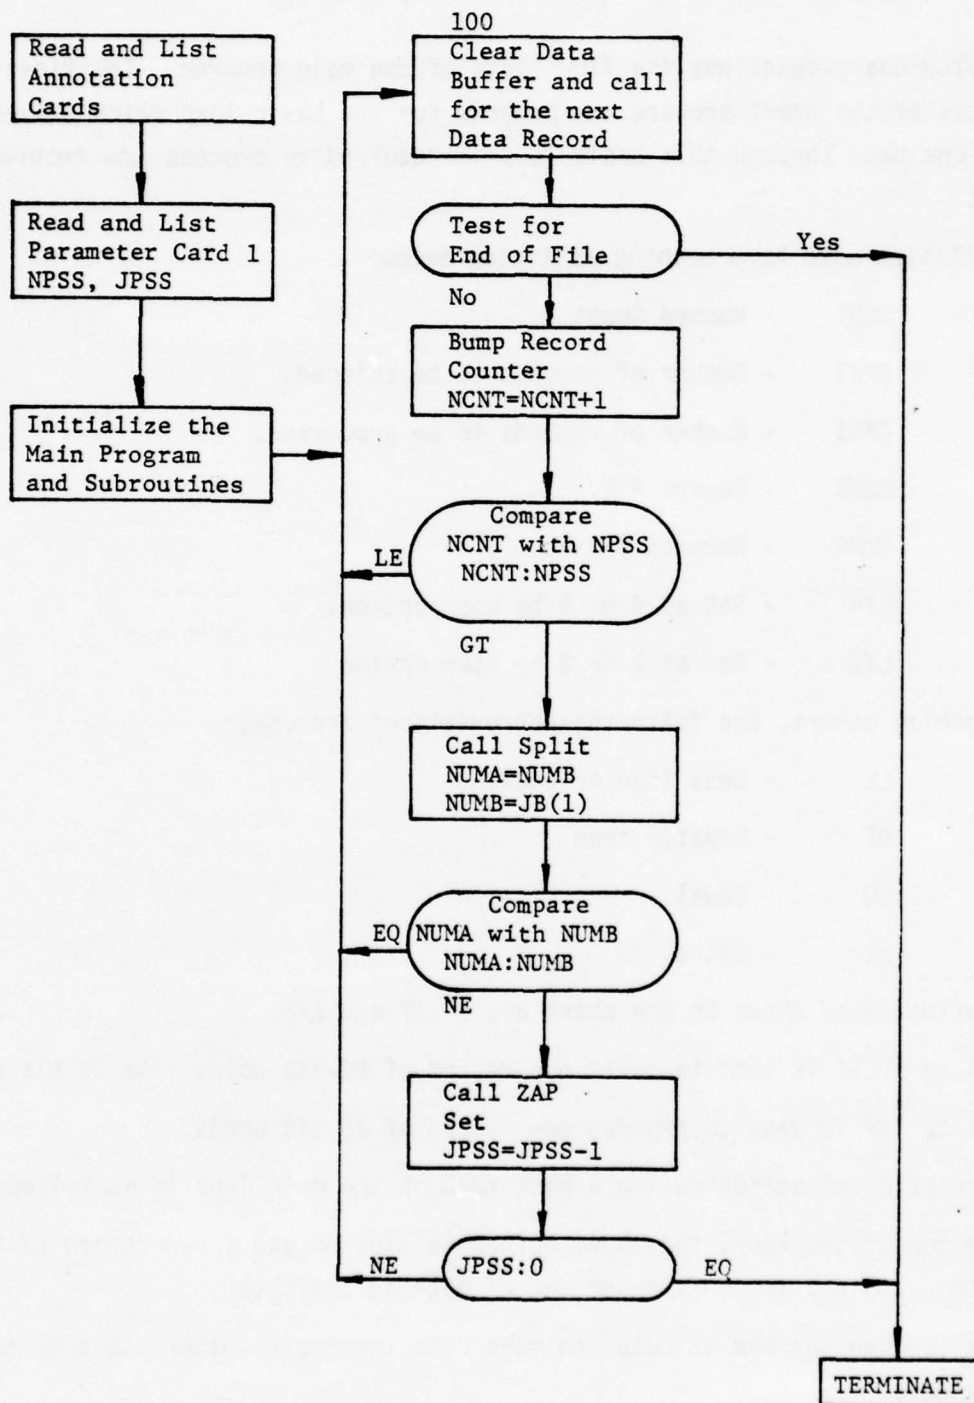 Read and List
Annotation
Cards
Read and List
Parameter Card 1
NPSS, JPSS
Initialize the
Main Program
and Subroutines
100
Clear Data
Buffer and call
for the next
Data Record
Test for
End of File
Yes
No
Bump Record
Counter
NCNT=NCNT+1
Compare
NCNT with NPSS
NCNT:NPSS
LE
GT
Call Split
NUMA=NUMB
NUMB=JB(1)
Compare
NUMA with NUMB
NUMA:NUMB
EQ
NE
Call ZAP
Set
JPSS=JPSS-1
JPSS:0
NE
EQ
TERMINATE